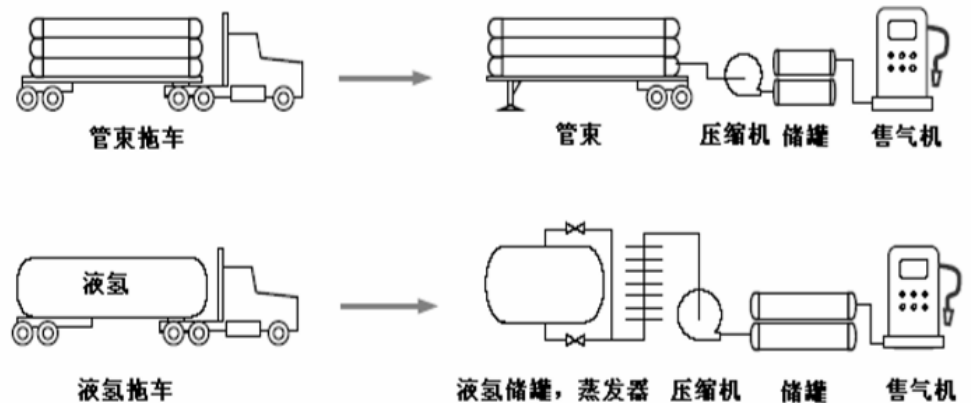 管束拖车
管束
压缩机
储罐
售气机
液氢
液氢拖车
液氢储罐，蒸发器
压缩机
储罐
售气机